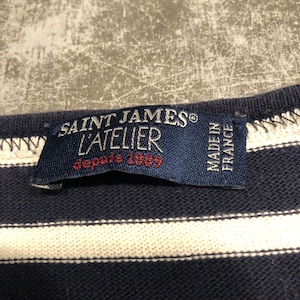 SAINT JAMES®
L'ATELIER
depuis 1889
MADE IN
FRANCE